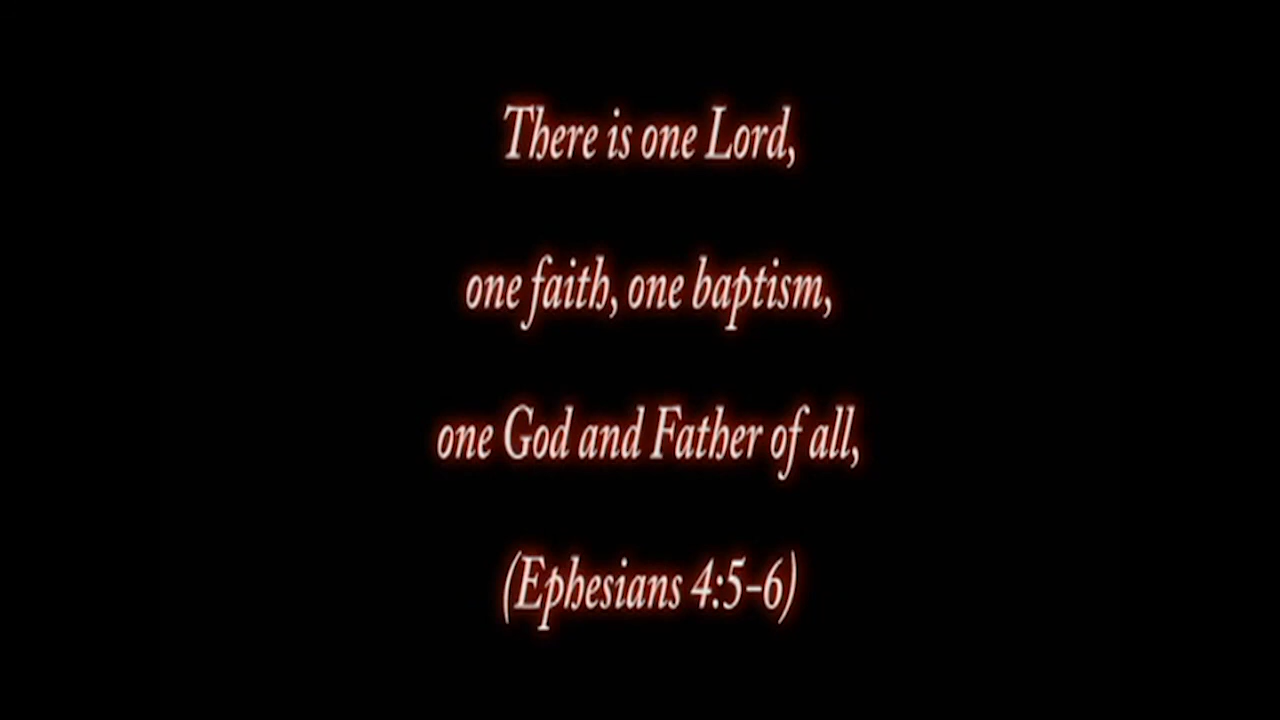 There is one Lord,
one faith, one baptism,
one God and Father of all,
(Ephesians 4:5-6)